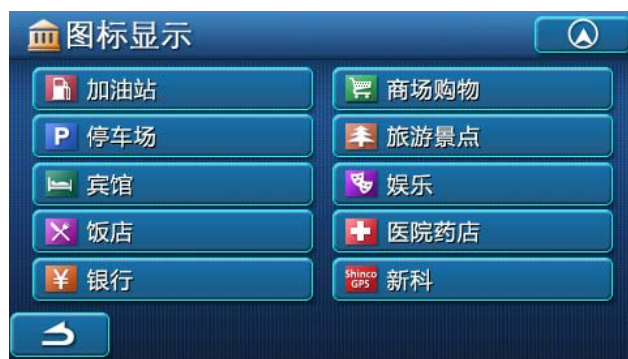 图标显示
加油站
商场购物
P 停车场
旅游景点
宾馆
娱乐
饭店
医院药店
¥ 银行
Shinco GPS 新科